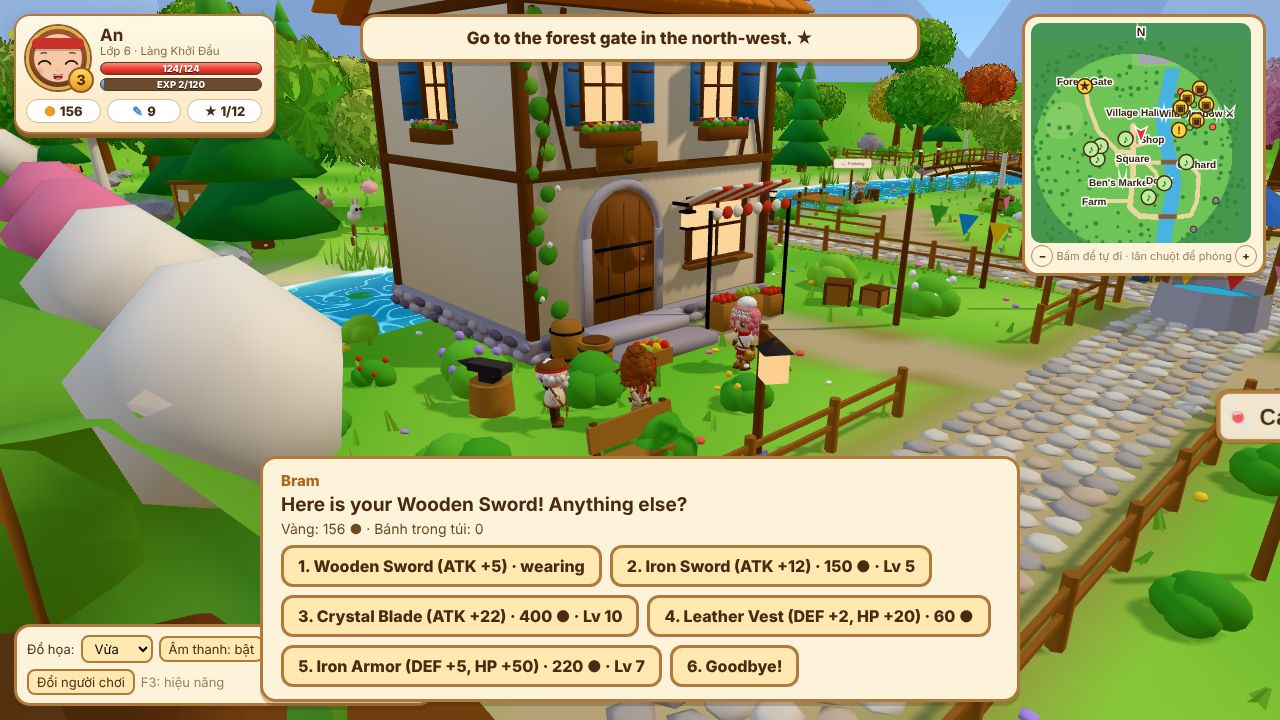 An
Lớp 6 · Làng Khởi Đầu
124/124
EXP 2/120
3
156
9
★ 1/12
Go to the forest gate in the north-west. ★
N
Village Hall
Shop
Square
Ben's Marke
Farm
− Bấm để tự đi · lăn chuột để phóng +
Ca
Bram
Here is your Wooden Sword! Anything else?
Vàng: 156 ● · Bánh trong túi: 0
1. Wooden Sword (ATK +5) · wearing
2. Iron Sword (ATK +12) · 150 ● · Lv 5
3. Crystal Blade (ATK +22) · 400 ● · Lv 10
4. Leather Vest (DEF +2, HP +20) · 60 ●
5. Iron Armor (DEF +5, HP +50) · 220 ● · Lv 7
6. Goodbye!
Đồ họa: Vừa Âm thanh: bật
Đổi người chơi F3: hiệu năng